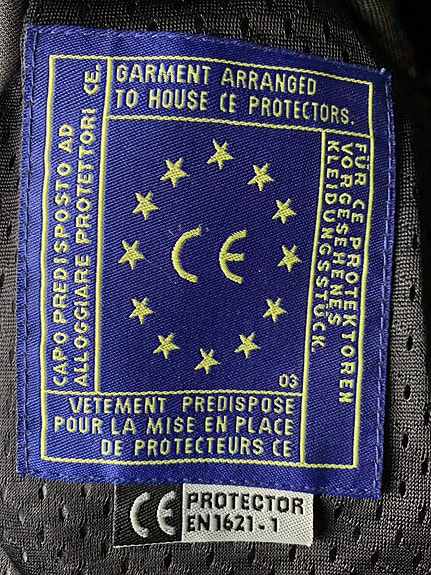 GARMENT ARRANGED
TO HOUSE CE PROTECTORS.
FÜR CE PROTEKTOREN
VORGESEHENES
KLEIDUNGSSTÜCK.
CAPO PREDISPOSTO AD
ALLOGGIARE PROTETTORI CE.
CE
03
VETEMENT PREDISPOSE
POUR LA MISE EN PLACE
DE PROTECTEURS CE
CE PROTECTOR
EN1621-1